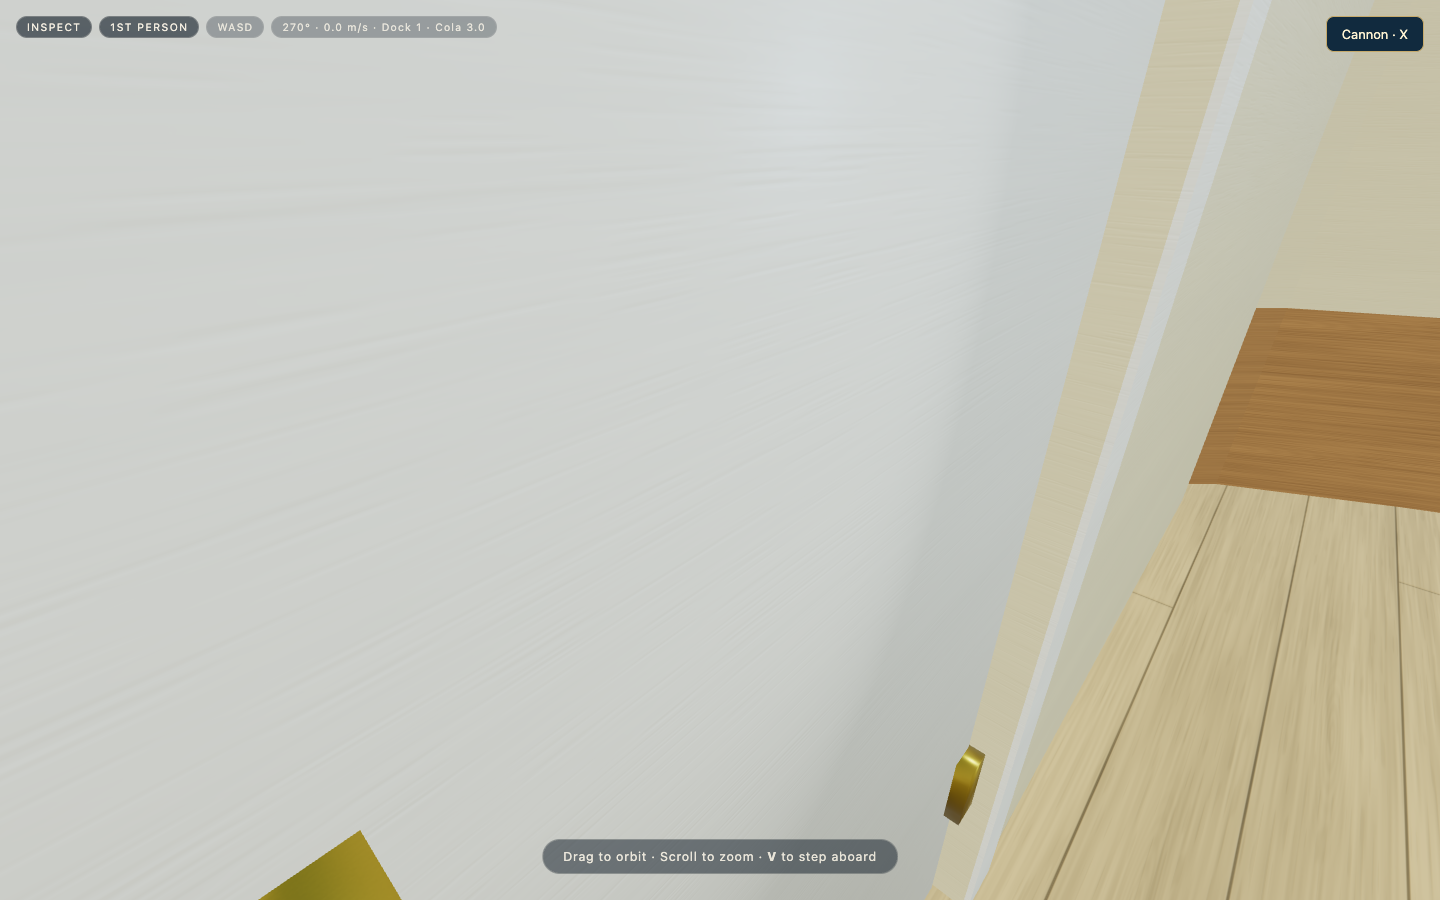 INSPECT
1ST PERSON
WASD
270° · 0.0 m/s · Dock 1 · Cola 3.0
Cannon · X
Drag to orbit · Scroll to zoom · V to step aboard